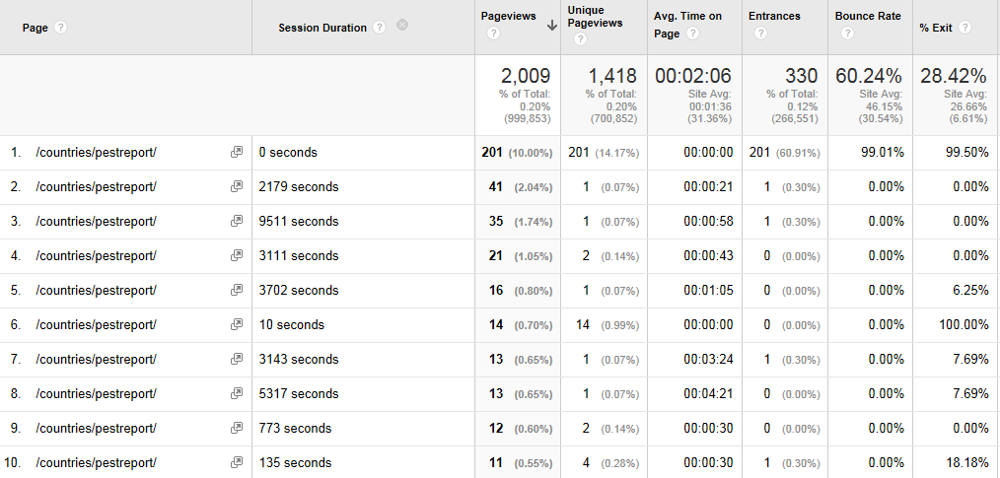 Page ? Session Duration ? Pageviews ? Unique Pageviews ? Avg. Time on Page ? Entrances ? Bounce Rate ? % Exit ?
2,009 1,418 00:02:06 330 60.24% 28.42%
% of Total: % of Total: Site Avg: % of Total: Site Avg: Site Avg:
0.20% 0.20% 00:01:36 0.12% 46.15% 26.66%
(999,853) (700,852) (31.36%) (266,551) (30.54%) (6.61%)
1. /countries/pestreport/ 0 seconds 201 (10.00%) 201 (14.17%) 00:00:00 201 (60.91%) 99.01% 99.50%
2. /countries/pestreport/ 2179 seconds 41 (2.04%) 1 (0.07%) 00:00:21 1 (0.30%) 0.00% 0.00%
3. /countries/pestreport/ 9511 seconds 35 (1.74%) 1 (0.07%) 00:00:58 1 (0.30%) 0.00% 0.00%
4. /countries/pestreport/ 3111 seconds 21 (1.05%) 2 (0.14%) 00:00:43 0 (0.00%) 0.00% 0.00%
5. /countries/pestreport/ 3702 seconds 16 (0.80%) 1 (0.07%) 00:01:05 0 (0.00%) 0.00% 6.25%
6. /countries/pestreport/ 10 seconds 14 (0.70%) 14 (0.99%) 00:00:00 0 (0.00%) 0.00% 100.00%
7. /countries/pestreport/ 3143 seconds 13 (0.65%) 1 (0.07%) 00:03:24 1 (0.30%) 0.00% 7.69%
8. /countries/pestreport/ 5317 seconds 13 (0.65%) 1 (0.07%) 00:04:21 0 (0.00%) 0.00% 7.69%
9. /countries/pestreport/ 773 seconds 12 (0.60%) 2 (0.14%) 00:00:30 0 (0.00%) 0.00% 0.00%
10. /countries/pestreport/ 135 seconds 11 (0.55%) 4 (0.28%) 00:00:30 1 (0.30%) 0.00% 18.18%